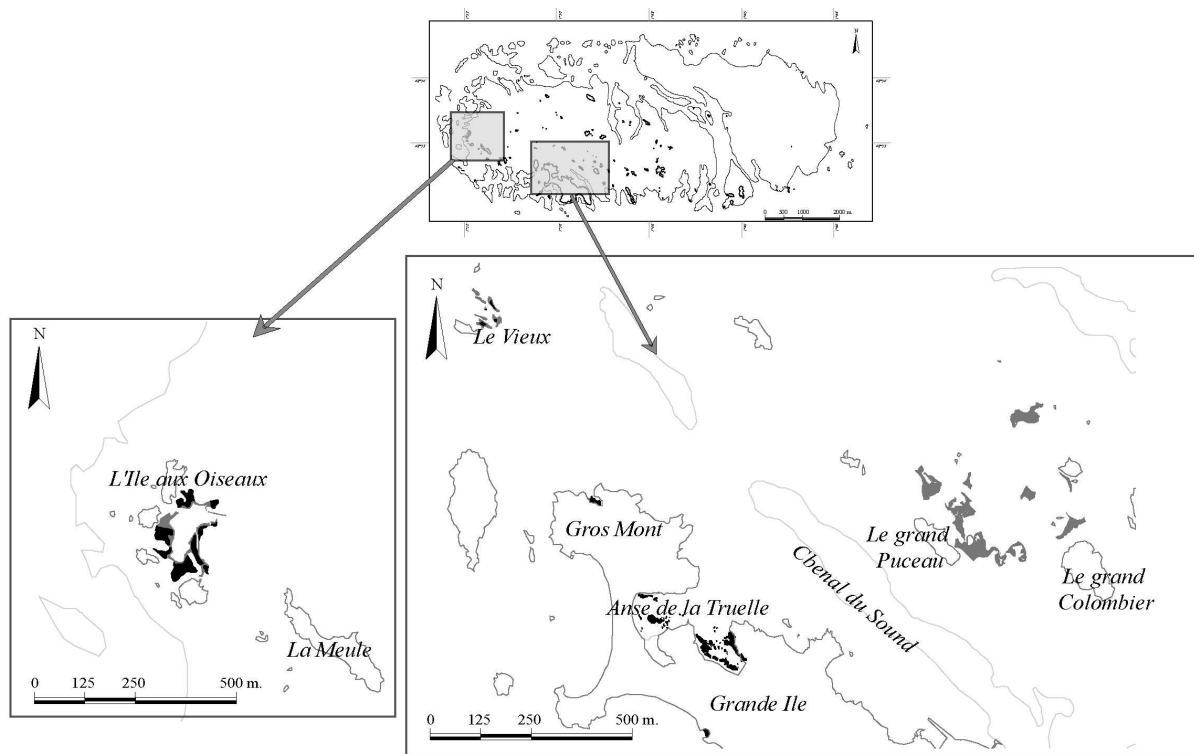 N
0 500 1000 2000 m.
N
Le Vieux
N
L'Ile aux Oiseaux
Gros Mont
Le grand
Puceau
Le grand
Colombier
Chenal du Sound
Anse de la Truelle
La Meule
Grande Ile
0 125 250 500 m.
0 125 250 500 m.